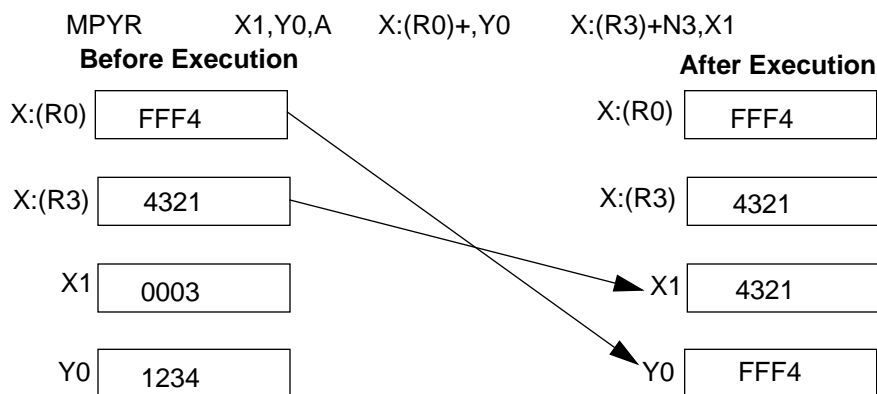 MPYR X1,Y0,A X:(R0)+,Y0 X:(R3)+N3,X1
Before Execution After Execution
X:(R0) FFF4 X:(R0) FFF4
X:(R3) 4321 X:(R3) 4321
X1 0003 X1 4321
Y0 1234 Y0 FFF4